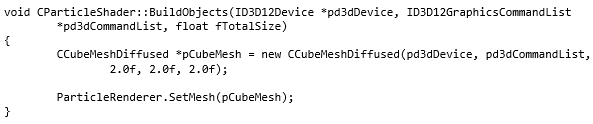 void CParticleShader::BuildObjects(ID3D12Device *pd3dDevice, ID3D12GraphicsCommandList
*pd3dCommandList, float fTotalSize)
{
CCubeMeshDiffused *pCubeMesh = new CCubeMeshDiffused(pd3dDevice, pd3dCommandList,
2.0f, 2.0f, 2.0f);
ParticleRenderer.SetMesh(pCubeMesh);
}